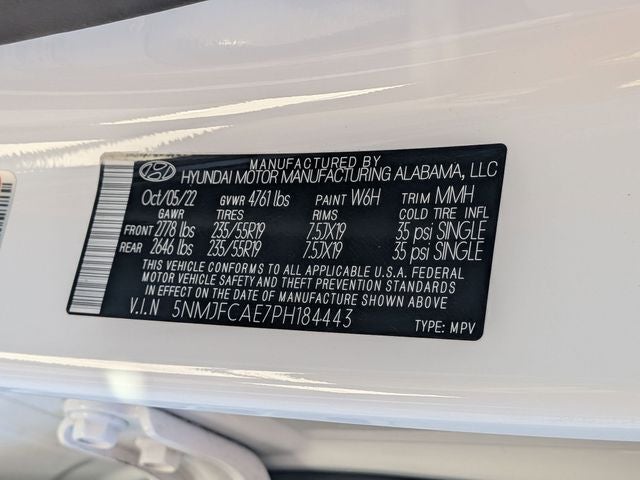 MANUFACTURED BY
HYUNDAI MOTOR MANUFACTURING ALABAMA, LLC
Oct/05/22 GVWR 4761 lbs PAINT W6H TRIM MMH
GAWR TIRES RIMS COLD TIRE INFL
FRONT 2778 lbs 235/55R19 7.5JX19 35 psi SINGLE
REAR 2646 lbs 235/55R19 7.5JX19 35 psi SINGLE
THIS VEHICLE CONFORMS TO ALL APPLICABLE U.S.A. FEDERAL
MOTOR VEHICLE SAFETY AND THEFT PREVENTION STANDARDS
IN EFFECT ON THE DATE OF MANUFACTURE SHOWN ABOVE.
V.I.N 5NMJFCAE7PH184443
TYPE: MPV